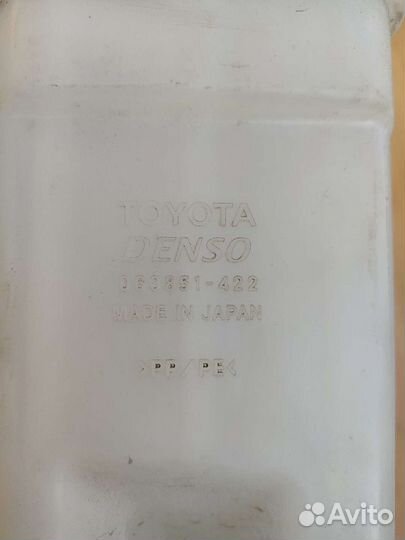 TOYOTA
DENSO
060851-422
MADE IN JAPAN
>PP/PE<
Avito